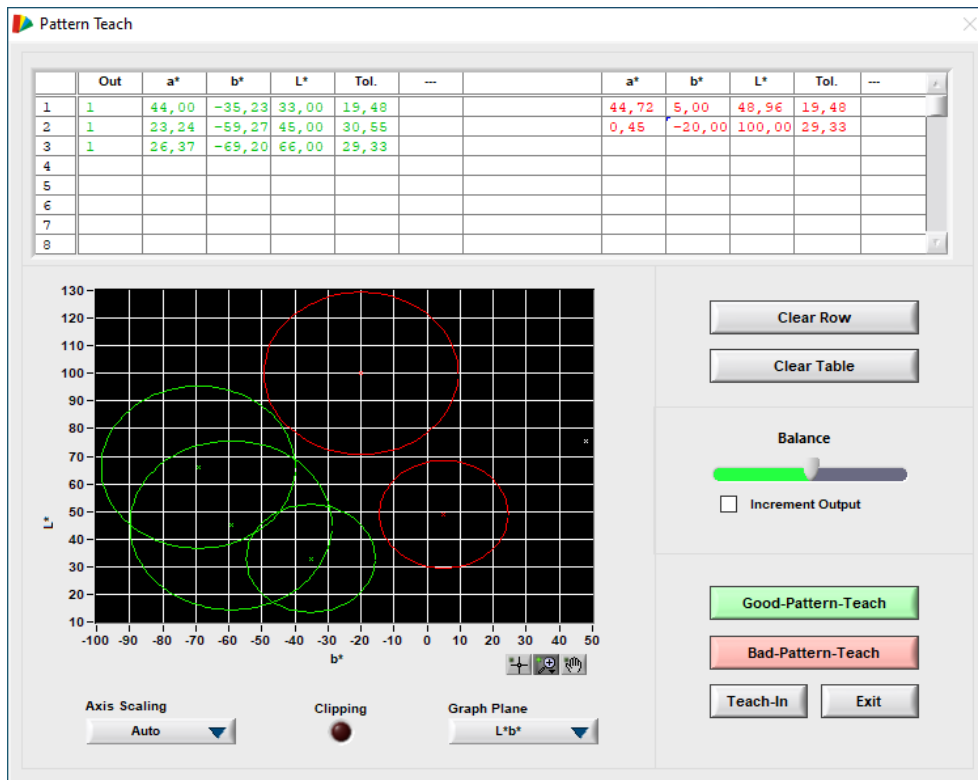 Pattern Teach
Out a* b* L* Tol. --- a* b* L* Tol. ---
1 1 44,00 -35,23 33,00 19,48 44,72 5,00 48,96 19,48
2 1 23,24 -59,27 45,00 30,55 0,45 -20,00 100,00 29,33
3 1 26,37 -69,20 66,00 29,33
4
5
6
7
8
130
120
110
100
90
80
70
60
50
40
30
20
10
L*
-100 -90 -80 -70 -60 -50 -40 -30 -20 -10 0 10 20 30 40 50
b*
Clear Row
Clear Table
Balance
Increment Output
Good-Pattern-Teach
Bad-Pattern-Teach
Teach-In Exit
Axis Scaling Clipping Graph Plane
Auto L*b*